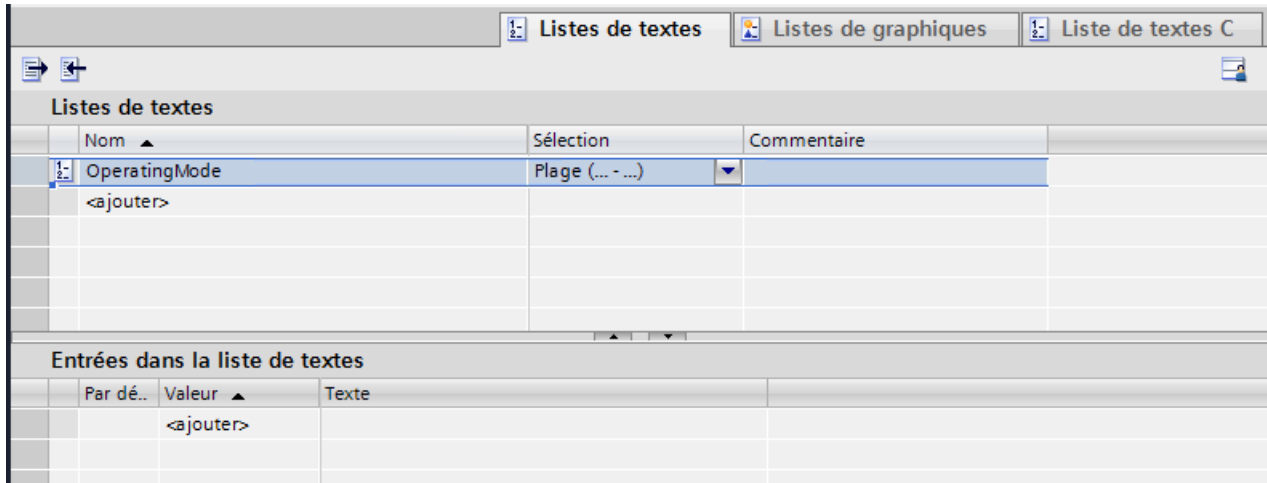 Listes de textes Listes de graphiques Liste de textes C
Listes de textes
Nom Sélection Commentaire
OperatingMode Plage (... - ...)
<ajouter>
Entrées dans la liste de textes
Par dé.. Valeur Texte
<ajouter>